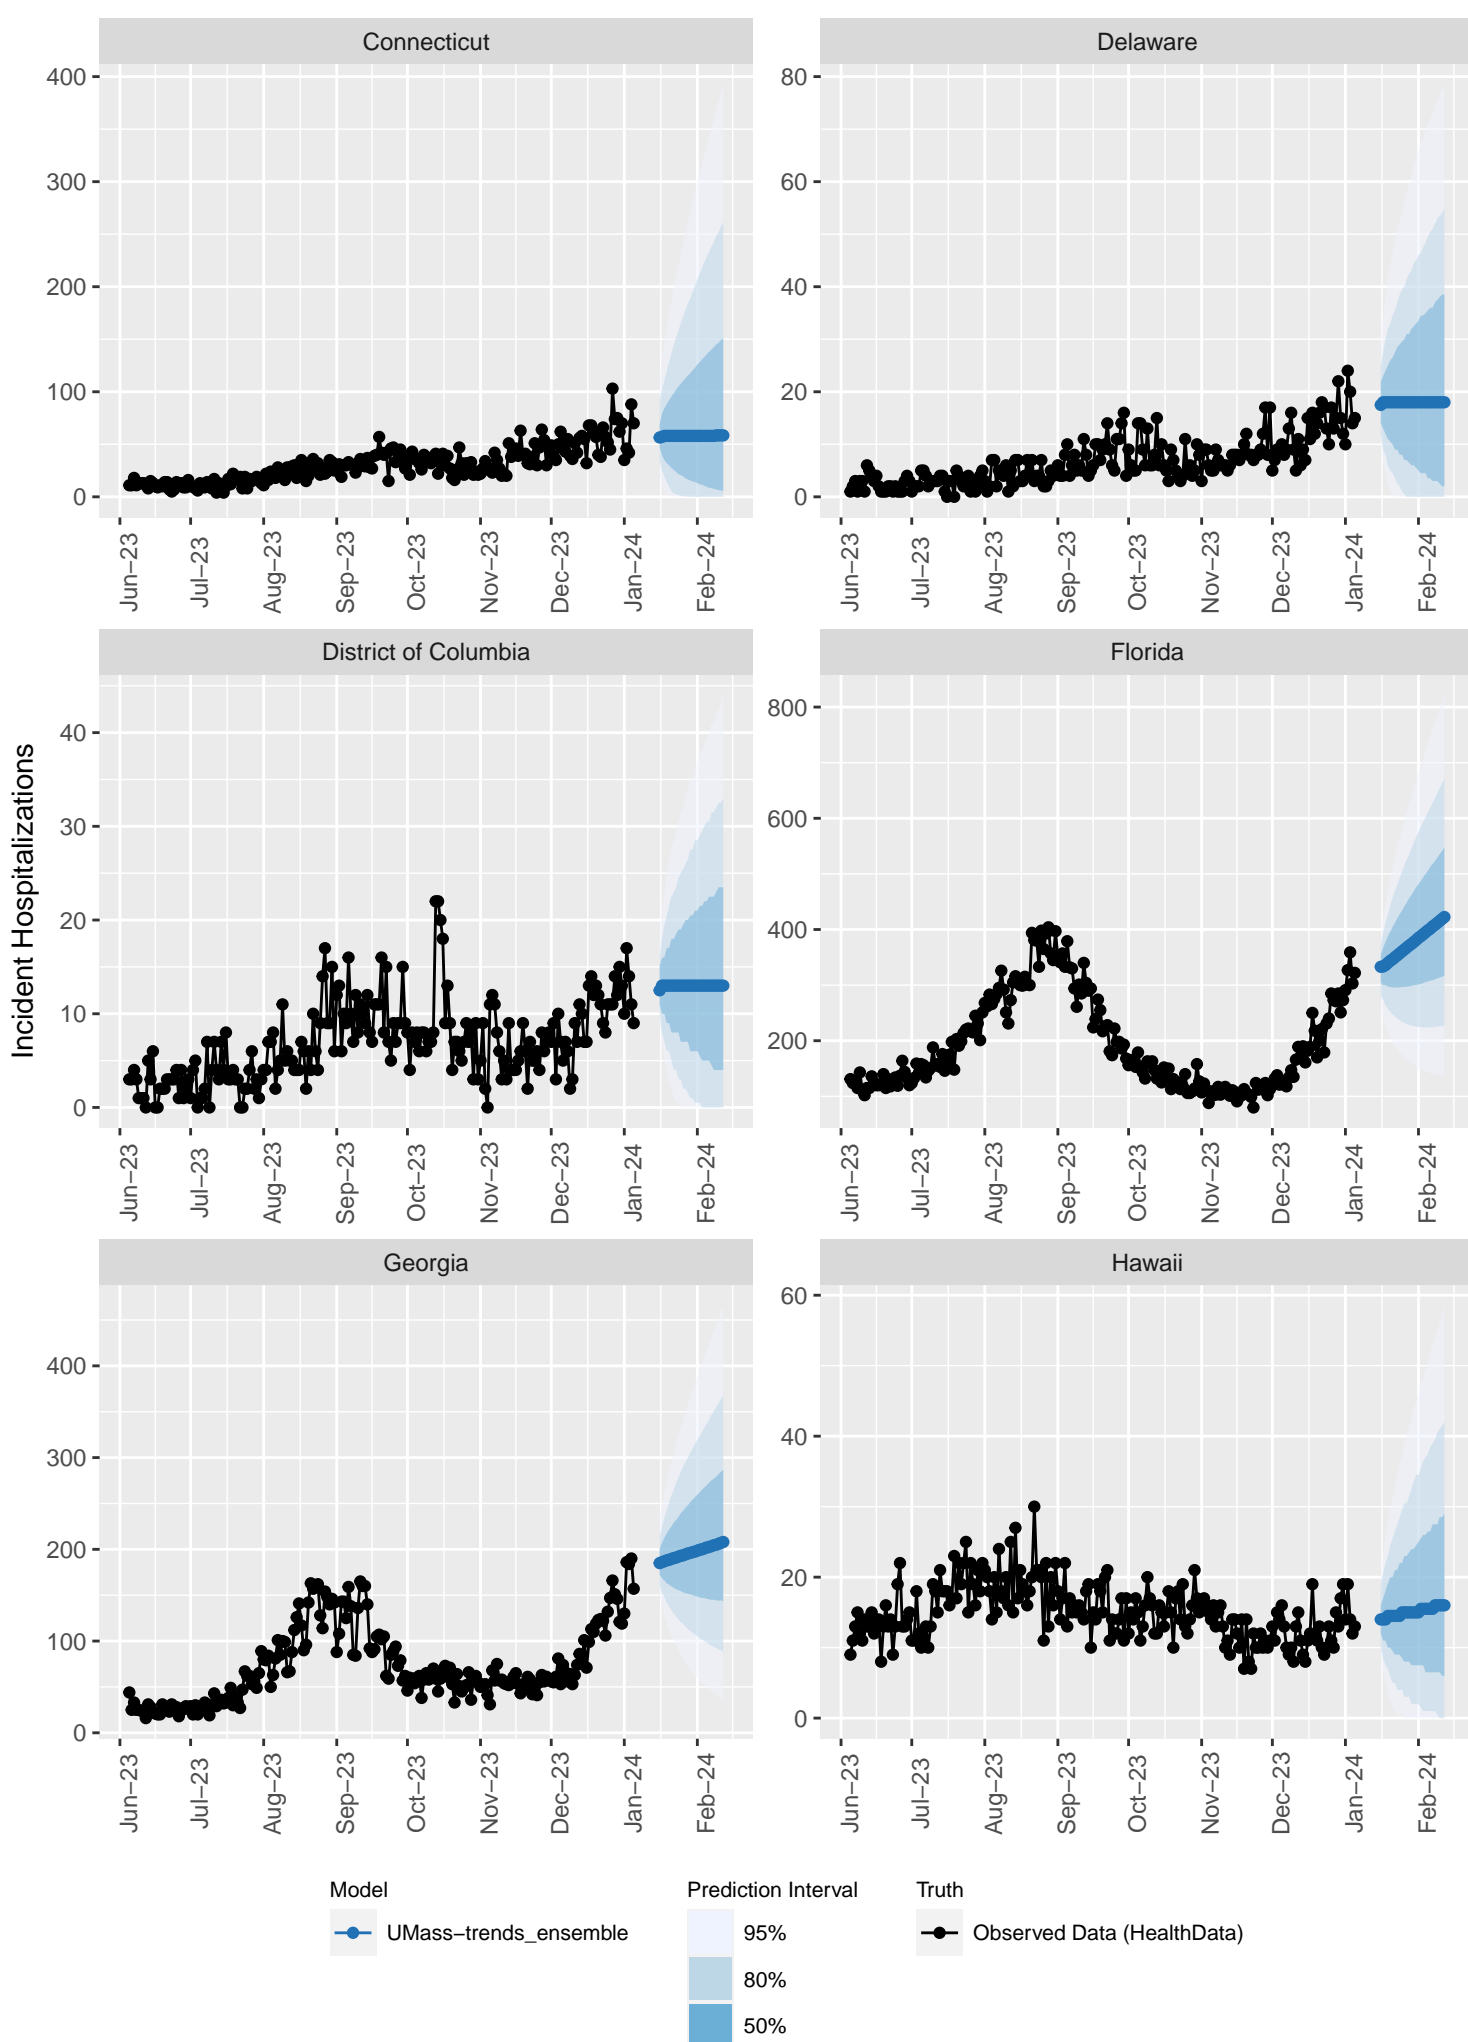 Connecticut
Delaware
400
300
200
100
0
80
60
40
20
0
Jun−23
Jul−23
Aug−23
Sep−23
Oct−23
Nov−23
Dec−23
Jan−24
Feb−24
Jun−23
Jul−23
Aug−23
Sep−23
Oct−23
Nov−23
Dec−23
Jan−24
Feb−24
District of Columbia
Florida
Incident Hospitalizations
40
30
20
10
0
800
600
400
200
Jun−23
Jul−23
Aug−23
Sep−23
Oct−23
Nov−23
Dec−23
Jan−24
Feb−24
Jun−23
Jul−23
Aug−23
Sep−23
Oct−23
Nov−23
Dec−23
Jan−24
Feb−24
Georgia
Hawaii
400
300
200
100
0
60
40
20
0
Jun−23
Jul−23
Aug−23
Sep−23
Oct−23
Nov−23
Dec−23
Jan−24
Feb−24
Jun−23
Jul−23
Aug−23
Sep−23
Oct−23
Nov−23
Dec−23
Jan−24
Feb−24
Model
UMass−trends_ensemble
Prediction Interval
95%
80%
50%
Truth
Observed Data (HealthData)